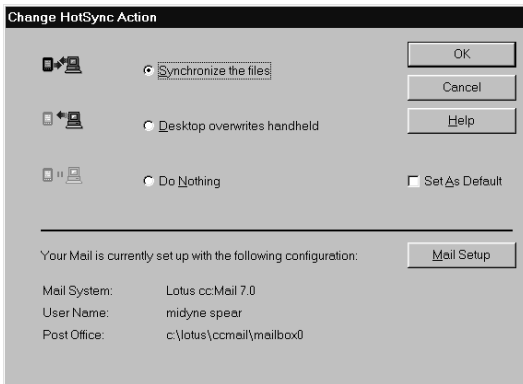 Change HotSync Action
OK
Synchronize the files
Cancel
Desktop overwrites handheld
Help
Do Nothing
Set As Default
Your Mail is currently set up with the following configuration:
Mail Setup
Mail System: Lotus cc:Mail 7.0
User Name: midyne spear
Post Office: c:\lotus\ccmail\mailbox0